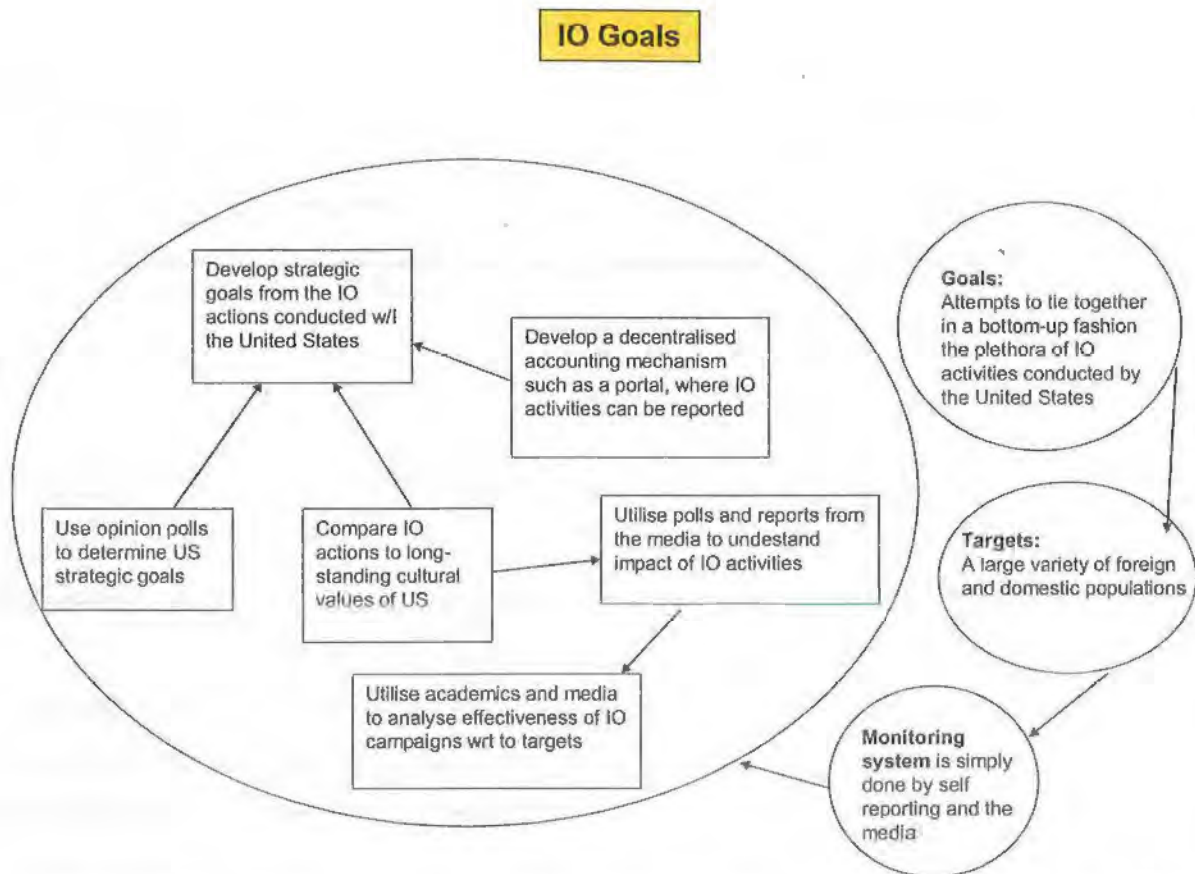 IO Goals
Develop strategic
goals from the IO
actions conducted w/I
the United States
Develop a decentralised
accounting mechanism
such as a portal, where IO
activities can be reported
Use opinion polls
to determine US
strategic goals
Compare IO
actions to long-
standing cultural
values of US
Utilise polls and reports from
the media to undestand
impact of IO activities
Utilise academics and media
to analyse effectiveness of IO
campaigns wrt to targets
Goals:
Attempts to tie together
in a bottom-up fashion
the plethora of IO
activities conducted by
the United States
Targets:
A large variety of foreign
and domestic populations
Monitoring
system is simply
done by self
reporting and the
media